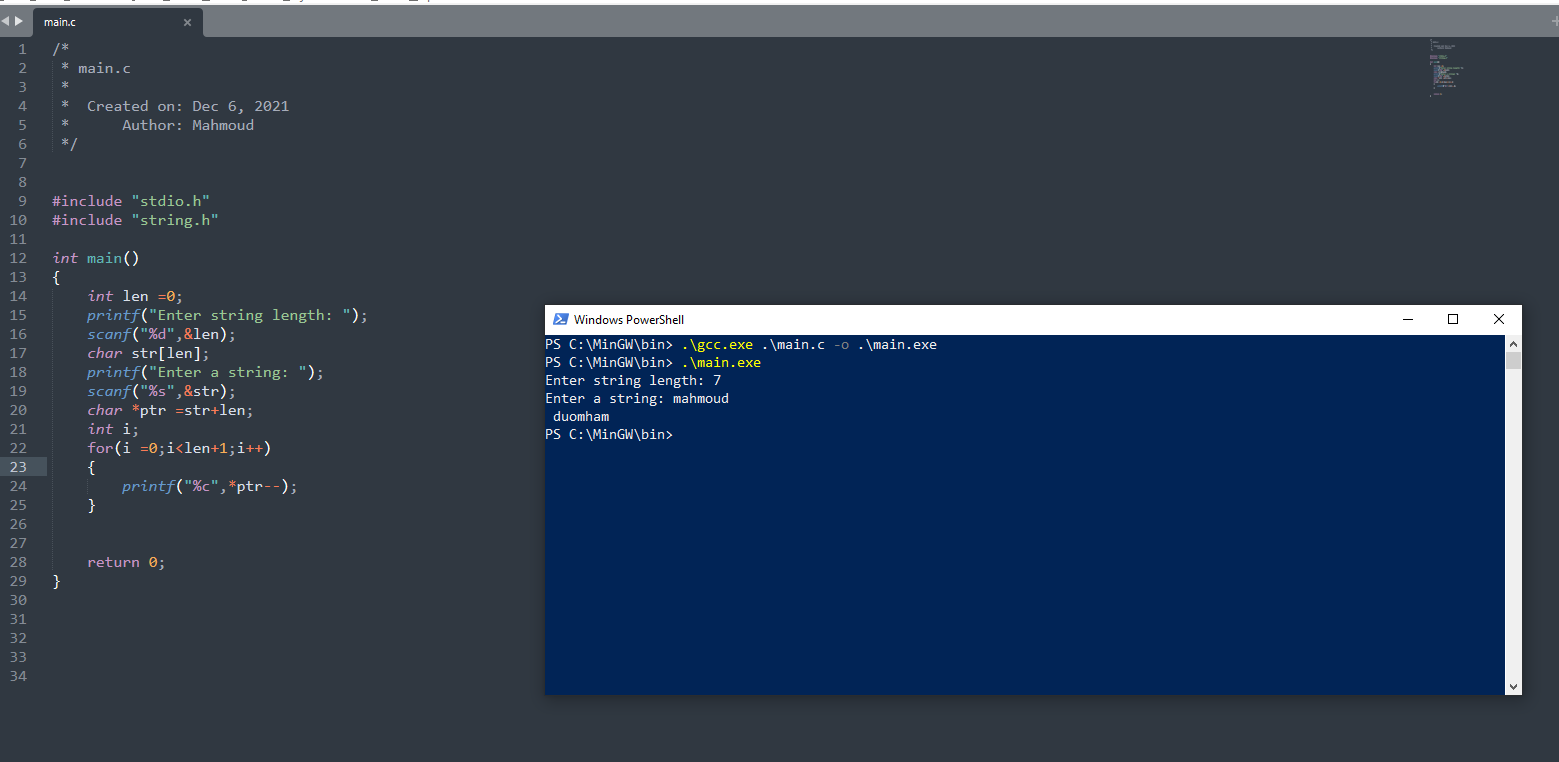 main.c
1 /*
2  * main.c
3  *
4  *  Created on: Dec 6, 2021
5  *      Author: Mahmoud
6  */
7
8
9 #include "stdio.h"
10 #include "string.h"
11
12 int main()
13 {
14     int len =0;
15     printf("Enter string length: ");
16     scanf("%d",&len);
17     char str[len];
18     printf("Enter a string: ");
19     scanf("%s",&str);
20     char *ptr =str+len;
21     int i;
22     for(i =0;i<len+1;i++)
23     {
24         printf("%c",*ptr--);
25     }
26
27
28     return 0;
29 }
30
31
32
33
34
Windows PowerShell
PS C:\MinGW\bin> .\gcc.exe .\main.c -o .\main.exe
PS C:\MinGW\bin> .\main.exe
Enter string length: 7
Enter a string: mahmoud
 duomham
PS C:\MinGW\bin>